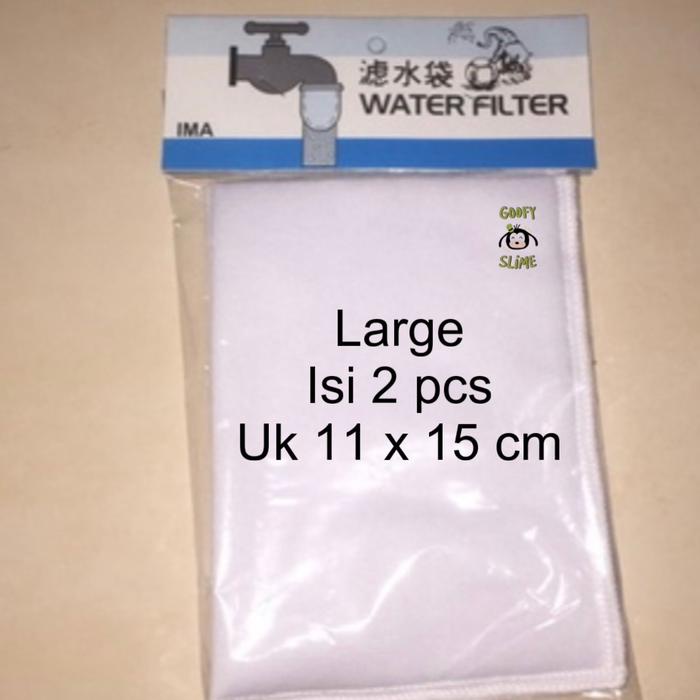 滤水袋
WATER FILTER
IMA
GOOFY
SLIME
Large
Isi 2 pcs
Uk 11 x 15 cm